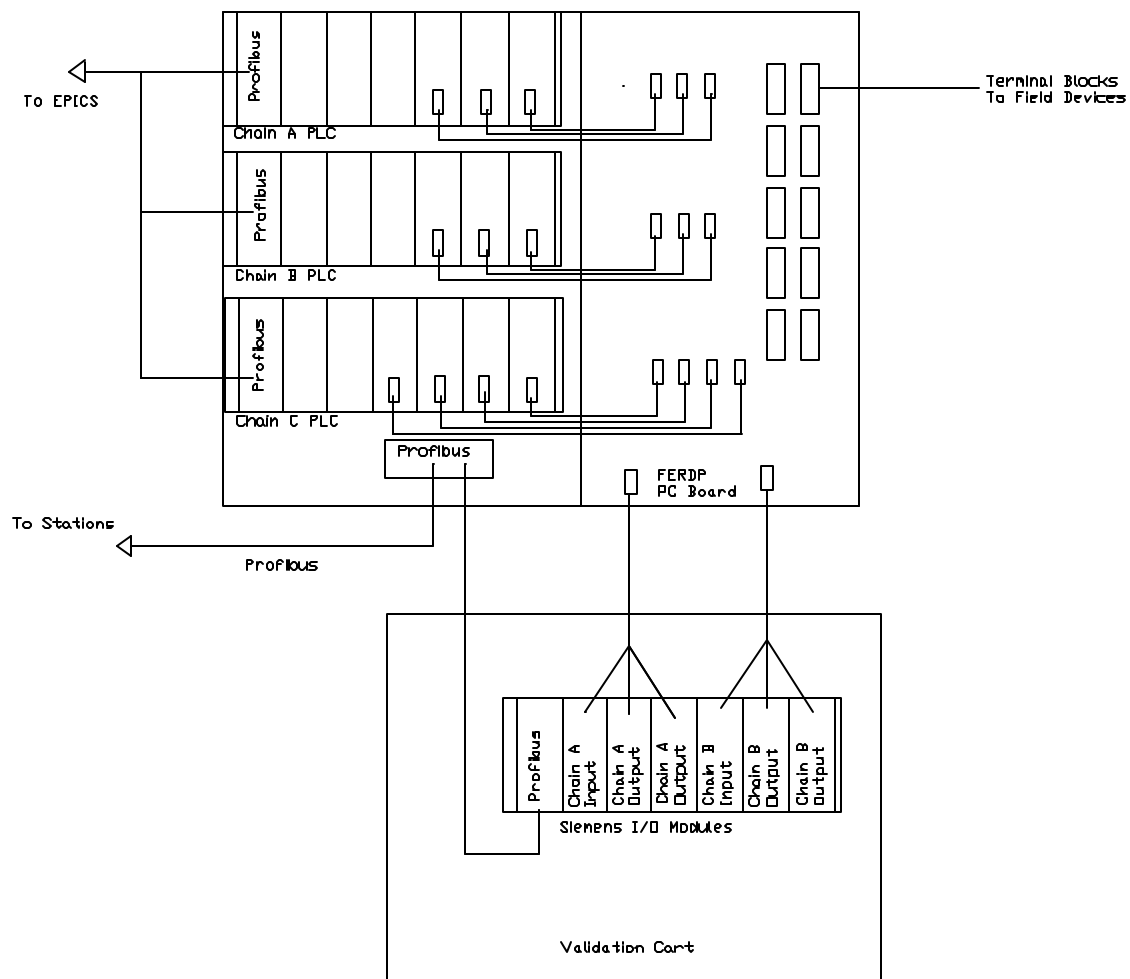 Profibus
To EPICS
Terminal Blocks
To Field Devices
Chain A PLC
Profibus
Chain B PLC
Profibus
Chain C PLC
Profibus
FERDP
PC Board
To Stations
Profibus
Profibus
Chain A
Input
Chain A
Output
Chain A
Output
Chain B
Input
Chain B
Output
Chain B
Output
Siemens I/O Modules
Validation Cart